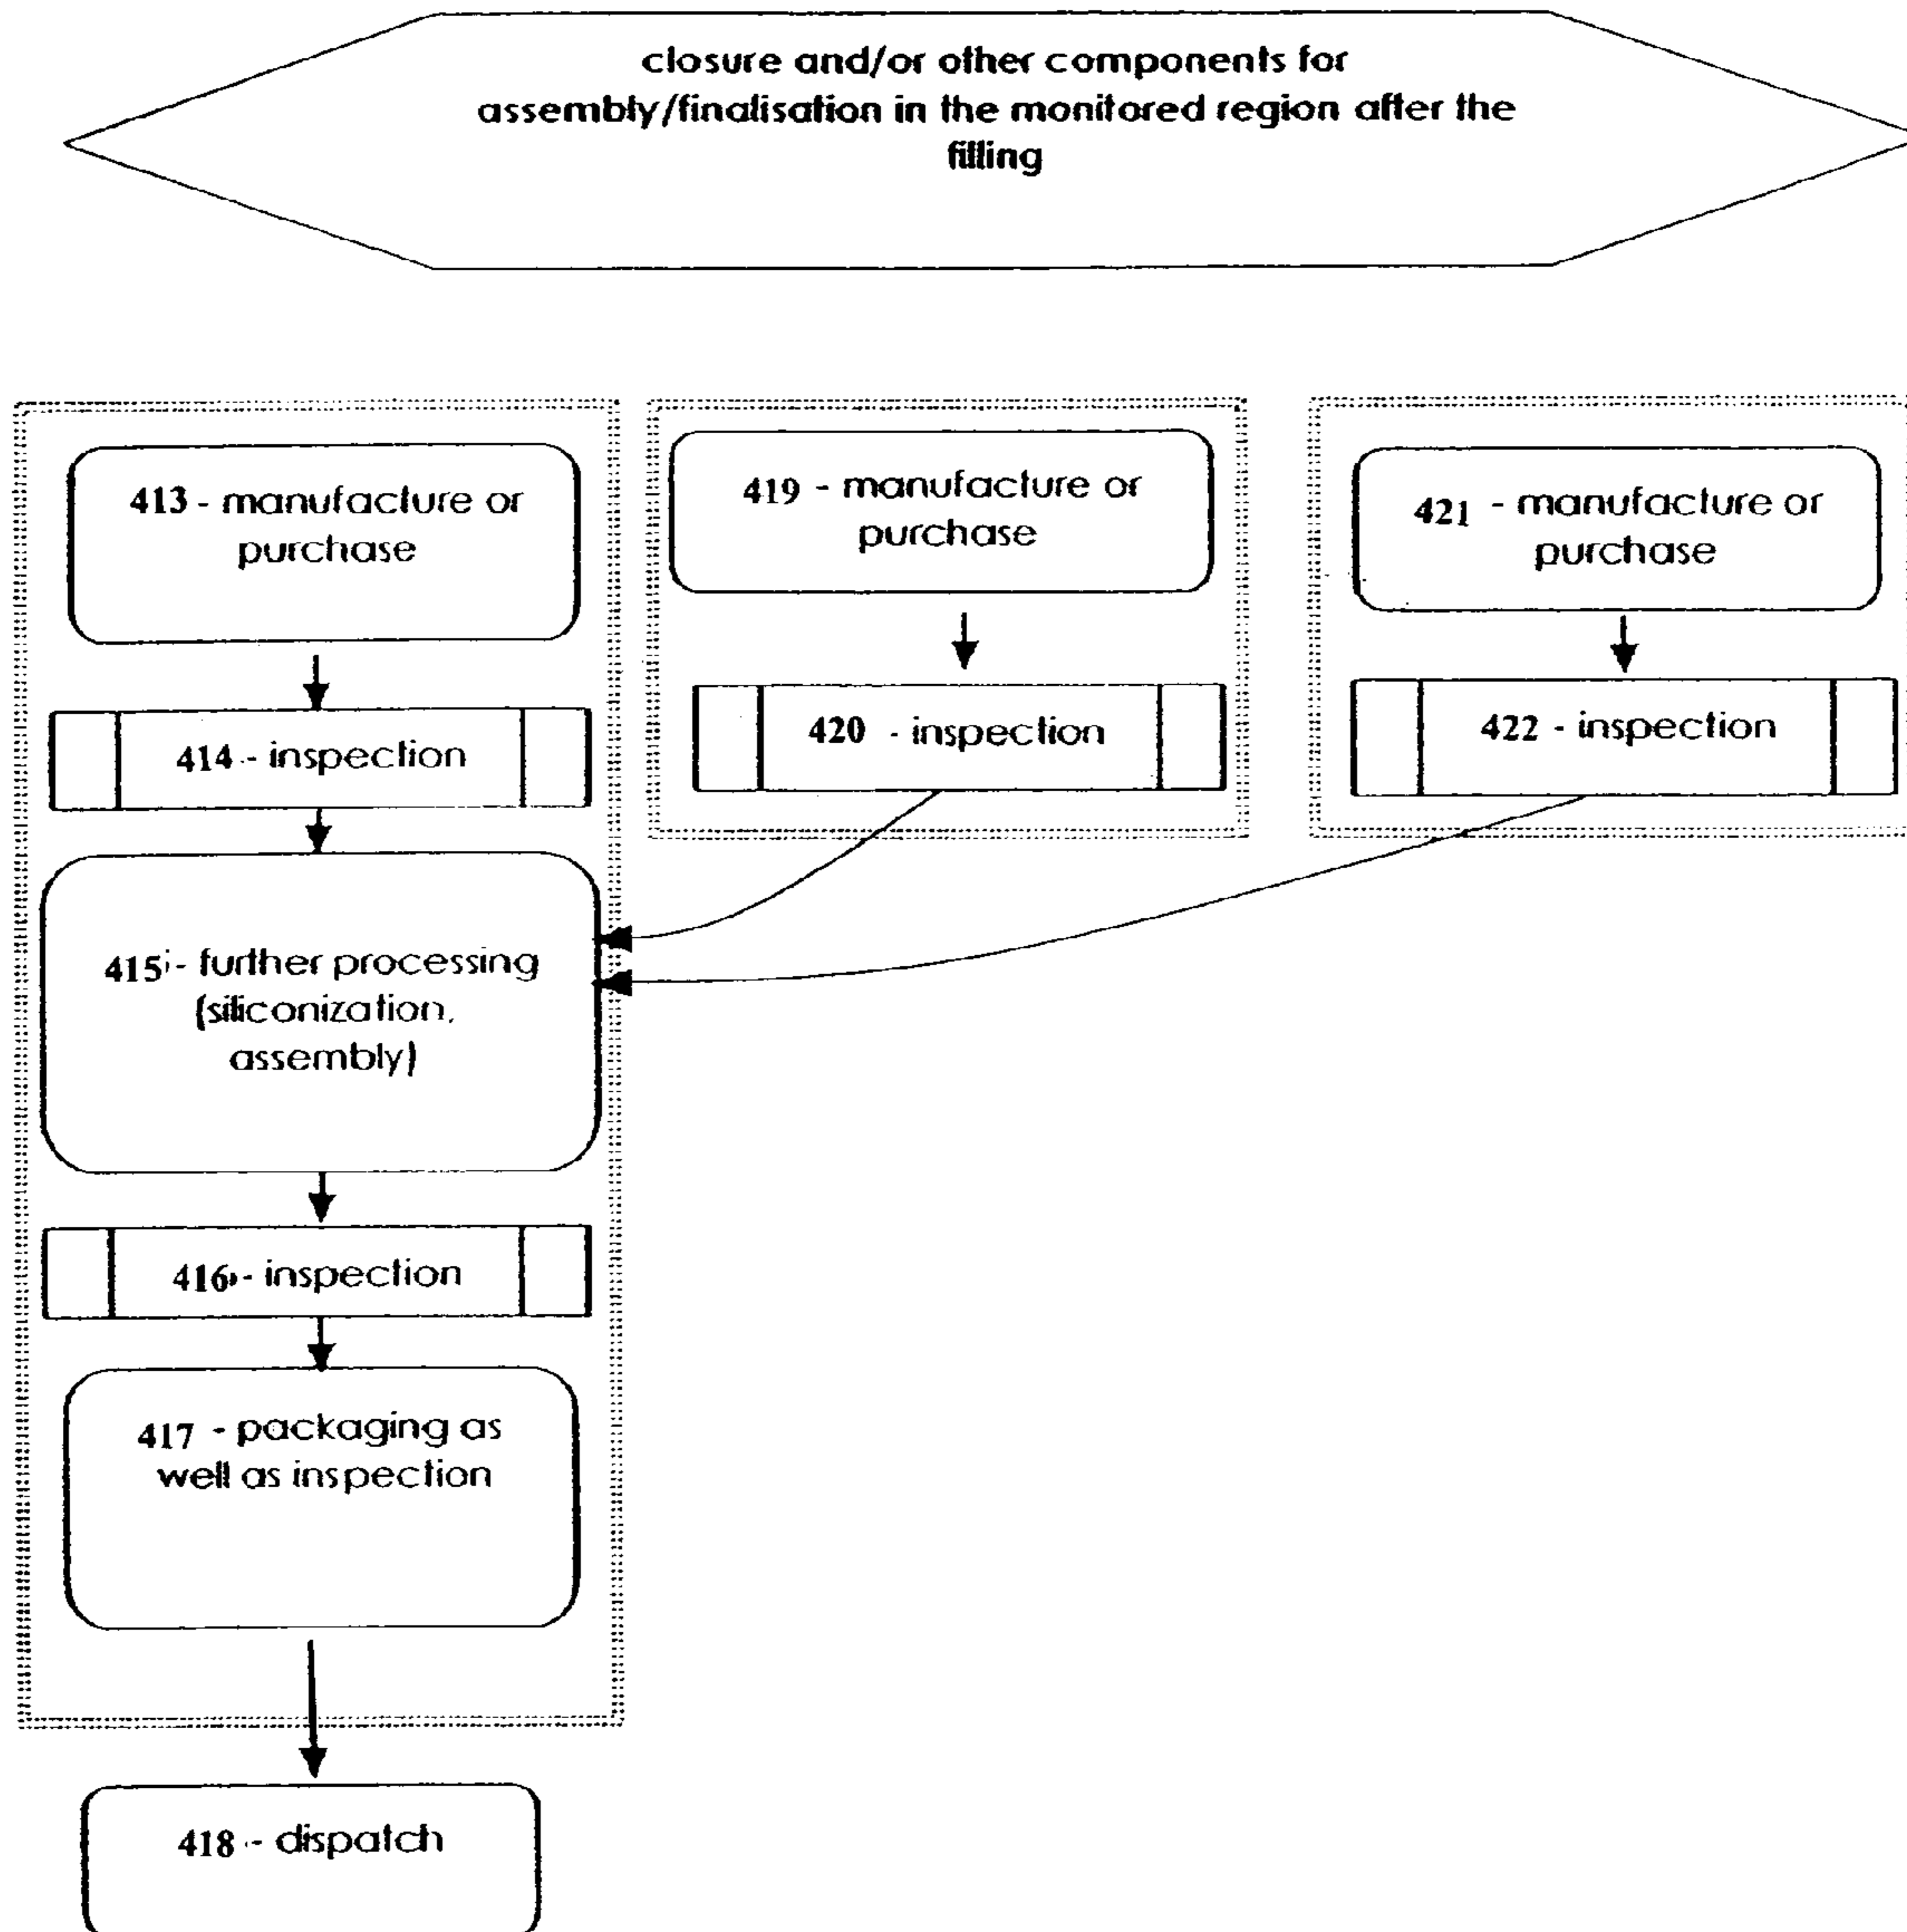 closure and/or other components for
assembly/finalisation in the monitored region after the
filling
413 - manufacture or
purchase
414 - inspection
415 - further processing
(siliconization,
assembly)
416 - inspection
417 - packaging as
well as inspection
418 - dispatch
419 - manufacture or
purchase
420 - inspection
421 - manufacture or
purchase
422 - inspection